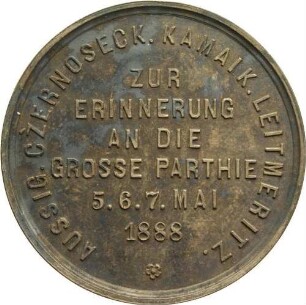 AUSSIG. CZERNOSECK. KAMAIK. LEITMERITZ.
ZUR
ERINNERUNG
AN DIE
GROSSE PARTHIE
5.6.7. MAI
1888